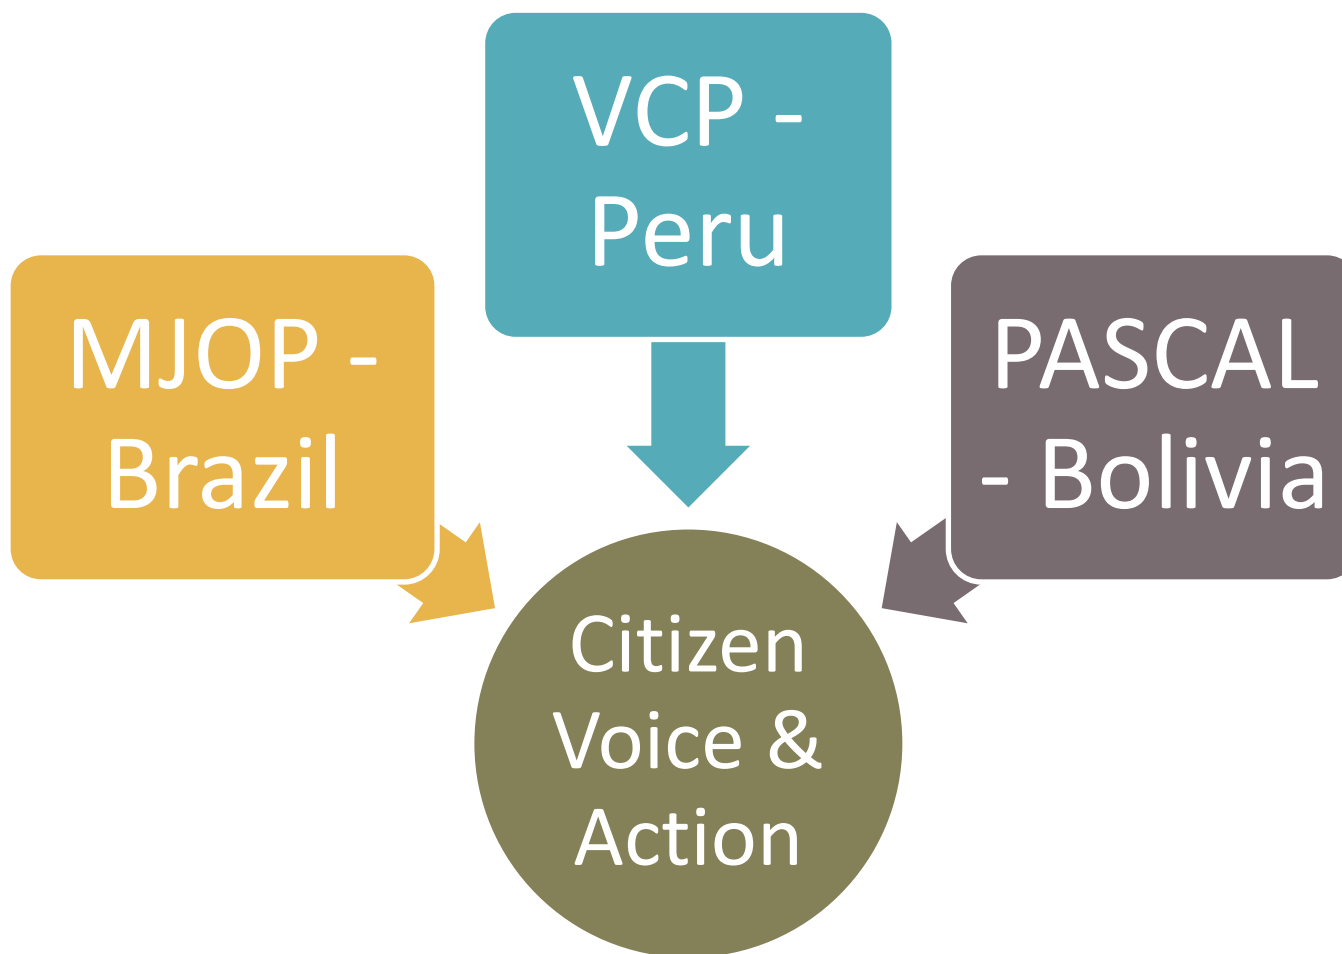 VCP -
Peru
MJOP -
Brazil
PASCAL
- Bolivia
Citizen
Voice &
Action